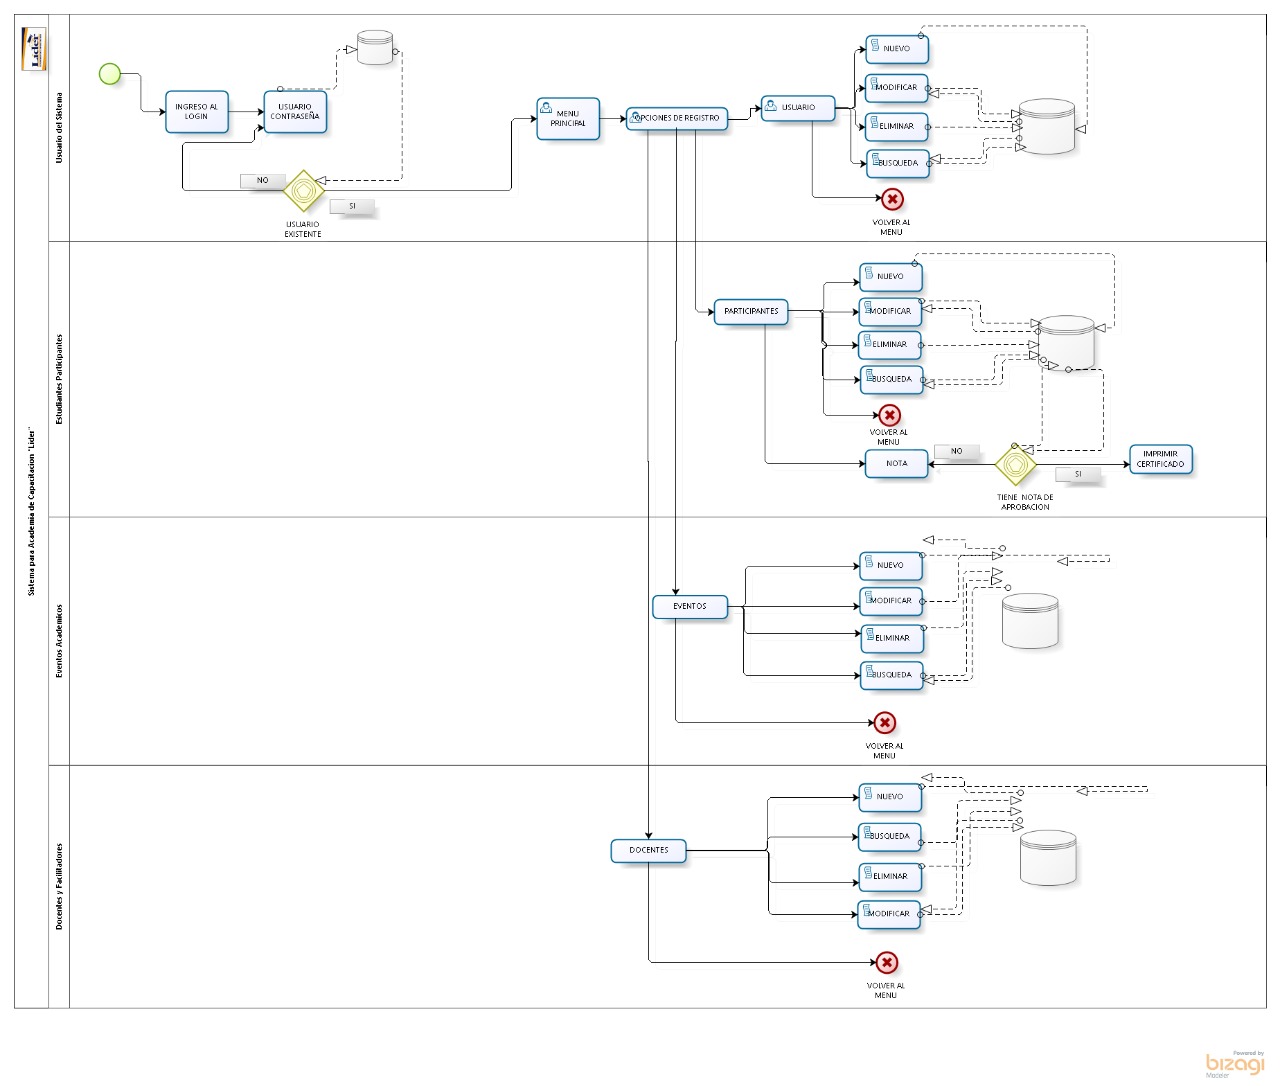 Lider
Sistema para Academia de Capacitacion "Lider"
Usuario del Sistema
INGRESO AL
LOGIN
USUARIO
CONTRASEÑA
NO
SI
USUARIO
EXISTENTE
MENU
PRINCIPAL
OPCIONES DE REGISTRO
USUARIO
NUEVO
MODIFICAR
ELIMINAR
BUSQUEDA
VOLVER AL
MENU
Estudiantes Participantes
PARTICIPANTES
NUEVO
MODIFICAR
ELIMINAR
BUSQUEDA
VOLVER AL
MENU
NOTA
NO
SI
TIENE NOTA DE
APROBACION
IMPRIMIR
CERTIFICADO
Eventos Academicos
EVENTOS
NUEVO
MODIFICAR
ELIMINAR
BUSQUEDA
VOLVER AL
MENU
Docentes y Facilitadores
DOCENTES
NUEVO
BUSQUEDA
ELIMINAR
MODIFICAR
VOLVER AL
MENU
Powered by
bizagi
Modeler